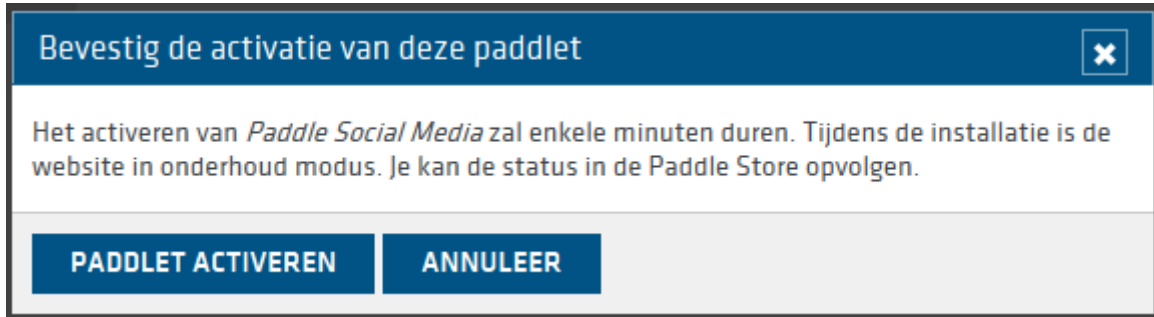 Bevestig de activatie van deze paddlet
Het activeren van Paddle Social Media zal enkele minuten duren. Tijdens de installatie is de
website in onderhoud modus. Je kan de status in de Paddle Store opvolgen.
PADDLET ACTIVEREN ANNULEER